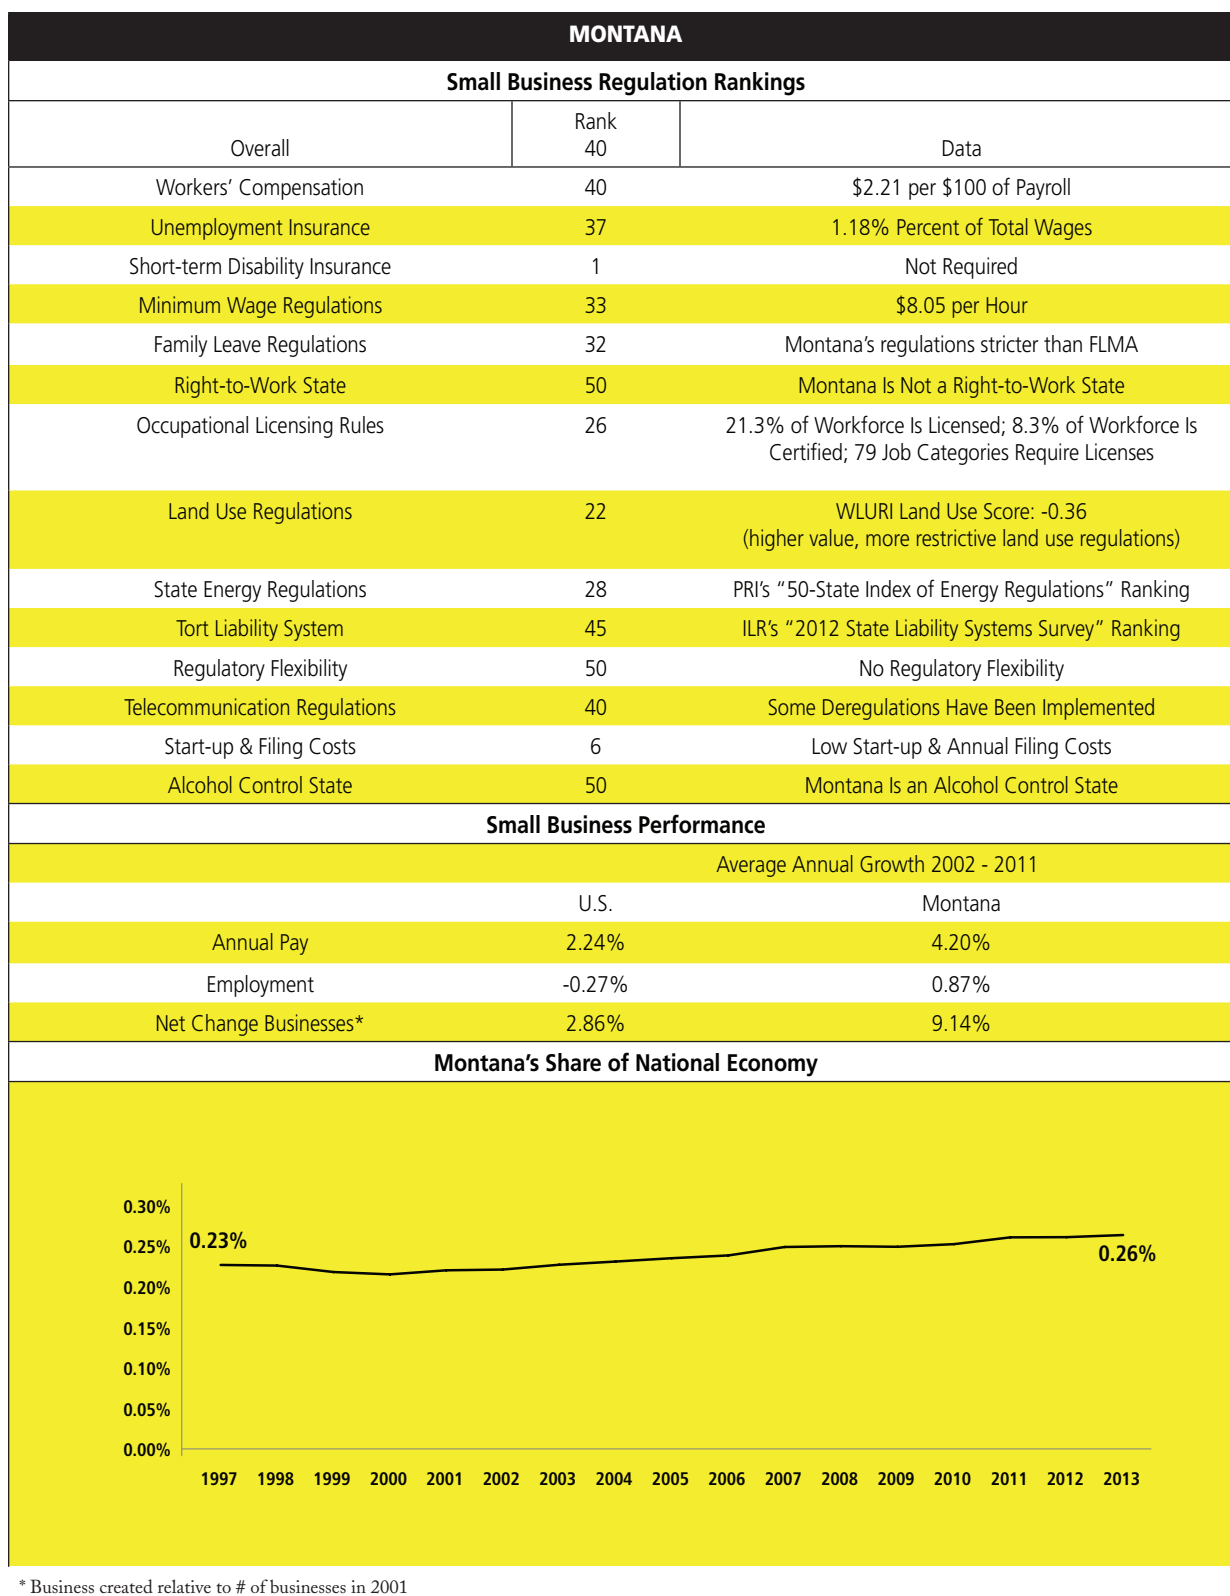 MONTANA
Small Business Regulation Rankings
Rank
Overall 40 Data
Workers’ Compensation 40 $2.21 per $100 of Payroll
Unemployment Insurance 37 1.18% Percent of Total Wages
Short-term Disability Insurance 1 Not Required
Minimum Wage Regulations 33 $8.05 per Hour
Family Leave Regulations 32 Montana’s regulations stricter than FLMA
Right-to-Work State 50 Montana Is Not a Right-to-Work State
Occupational Licensing Rules 26 21.3% of Workforce Is Licensed; 8.3% of Workforce Is
Certified; 79 Job Categories Require Licenses
Land Use Regulations 22 WLURI Land Use Score: -0.36
(higher value, more restrictive land use regulations)
State Energy Regulations 28 PRI’s “50-State Index of Energy Regulations” Ranking
Tort Liability System 45 ILR’s “2012 State Liability Systems Survey” Ranking
Regulatory Flexibility 50 No Regulatory Flexibility
Telecommunication Regulations 40 Some Deregulations Have Been Implemented
Start-up & Filing Costs 6 Low Start-up & Annual Filing Costs
Alcohol Control State 50 Montana Is an Alcohol Control State
Small Business Performance
Average Annual Growth 2002 - 2011
U.S. Montana
Annual Pay 2.24% 4.20%
Employment -0.27% 0.87%
Net Change Businesses* 2.86% 9.14%
Montana’s Share of National Economy
0.30%
0.23%
0.25%
0.26%
0.20%
0.15%
0.10%
0.05%
0.00%
1997 1998 1999 2000 2001 2002 2003 2004 2005 2006 2007 2008 2009 2010 2011 2012 2013
* Business created relative to # of businesses in 2001